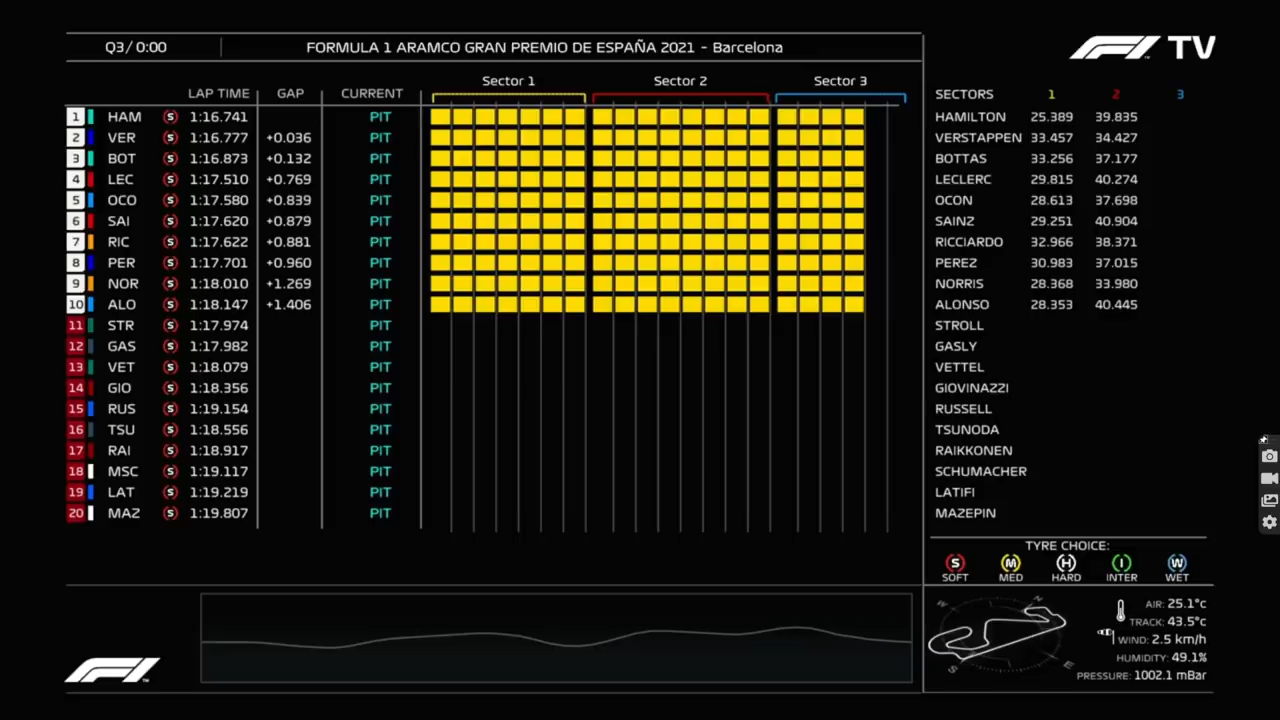 Q3/ 0:00 FORMULA 1 ARAMCO GRAN PREMIO DE ESPAÑA 2021 - Barcelona
F1 TV
LAP TIME GAP CURRENT Sector 1 Sector 2 Sector 3
SECTORS 1 2 3
1 HAM S 1:16.741 PIT HAMILTON 25.389 39.835
2 VER S 1:16.777 +0.036 PIT VERSTAPPEN 33.457 34.427
3 BOT S 1:16.873 +0.132 PIT BOTTAS 33.256 37.177
4 LEC S 1:17.510 +0.769 PIT LECLERC 29.815 40.274
5 OCO S 1:17.580 +0.839 PIT OCON 28.613 37.698
6 SAI S 1:17.620 +0.879 PIT SAINZ 29.251 40.904
7 RIC S 1:17.622 +0.881 PIT RICCIARDO 32.966 38.371
8 PER S 1:17.701 +0.960 PIT PEREZ 30.983 37.015
9 NOR S 1:18.010 +1.269 PIT NORRIS 28.368 33.980
10 ALO S 1:18.147 +1.406 PIT ALONSO 28.353 40.445
11 STR S 1:17.974 PIT STROLL
12 GAS S 1:17.982 PIT GASLY
13 VET S 1:18.079 PIT VETTEL
14 GIO S 1:18.356 PIT GIOVINAZZI
15 RUS S 1:19.154 PIT RUSSELL
16 TSU S 1:18.556 PIT TSUNODA
17 RAI S 1:18.917 PIT RAIKKONEN
18 MSC S 1:19.117 PIT SCHUMACHER
19 LAT S 1:19.219 PIT LATIFI
20 MAZ S 1:19.807 PIT MAZEPIN
TYRE CHOICE:
S M H I W
SOFT MED HARD INTER WET
N E S W
AIR: 25.1°c
TRACK: 43.5°c
WIND: 2.5 km/h
HUMIDITY: 49.1%
PRESSURE: 1002.1 mBar
F1